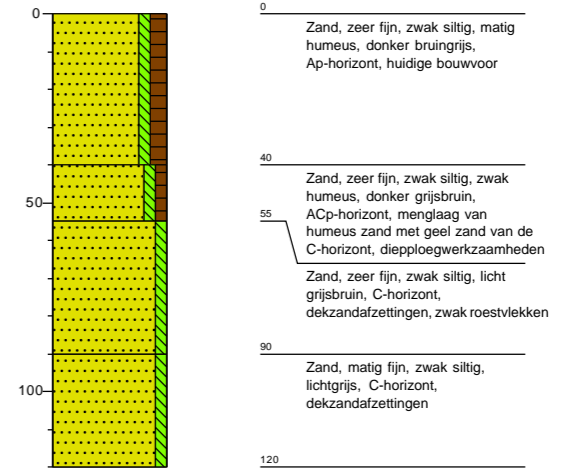 0
0
Zand, zeer fijn, zwak siltig, matig
humeus, donker bruingrijs,
Ap-horizont, huidige bouwvoor
40
Zand, zeer fijn, zwak siltig, zwak
humeus, donker grijsbruin,
ACp-horizont, menglaag van
humeus zand met geel zand van de
C-horizont, diepploegwerkzaamheden
50
55
Zand, zeer fijn, zwak siltig, licht
grijsbruin, C-horizont,
dekzandafzettingen, zwak roestvlekken
90
Zand, matig fijn, zwak siltig,
lichtgrijs, C-horizont,
dekzandafzettingen
100
120